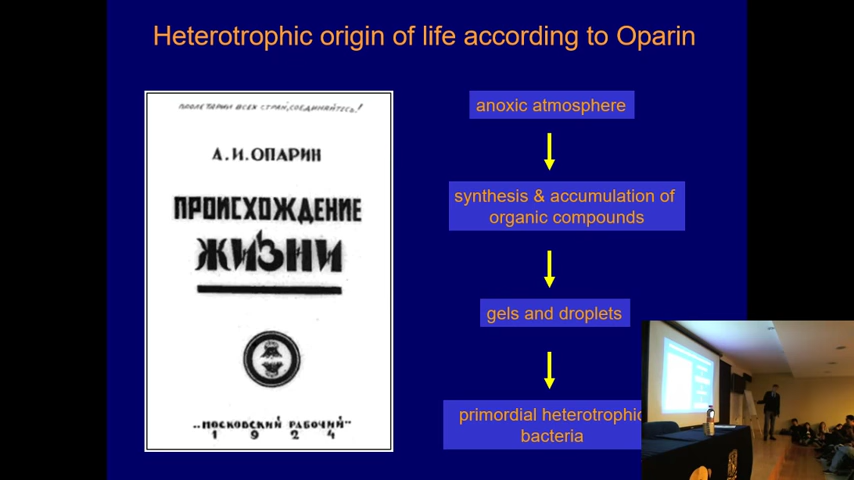 Heterotrophic origin of life according to Oparin
ПРОЛЕТАРИИ ВСЕХ СТРАН, СОЕДИНЯЙТЕСЬ!
А. И. ОПАРИН
ПРОИСХОЖДЕНИЕ
ЖИЗНИ
„МОСКОВСКИЙ РАБОЧИЙ"
1924
anoxic atmosphere
synthesis & accumulation of
organic compounds
gels and droplets
primordial heterotrophic
bacteria